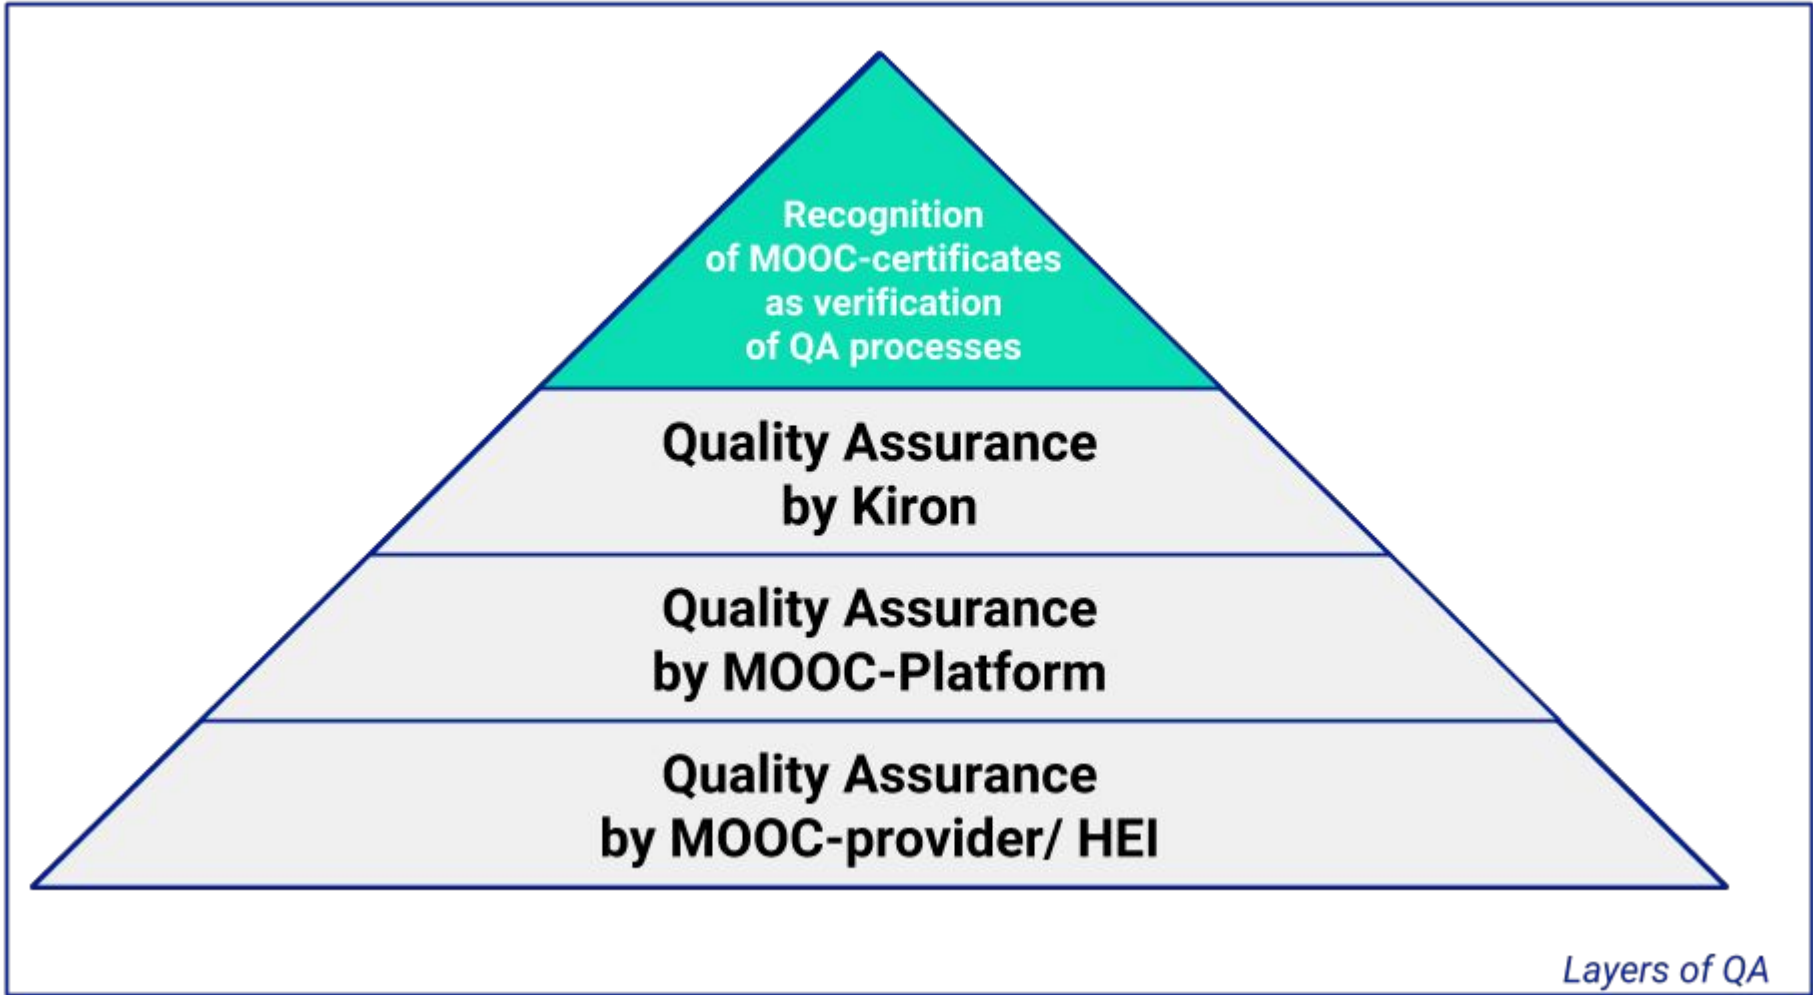 Recognition
of MOOC-certificates
as verification
of QA processes
Quality Assurance
by Kiron
Quality Assurance
by MOOC-Platform
Quality Assurance
by MOOC-provider/ HEI
Layers of QA